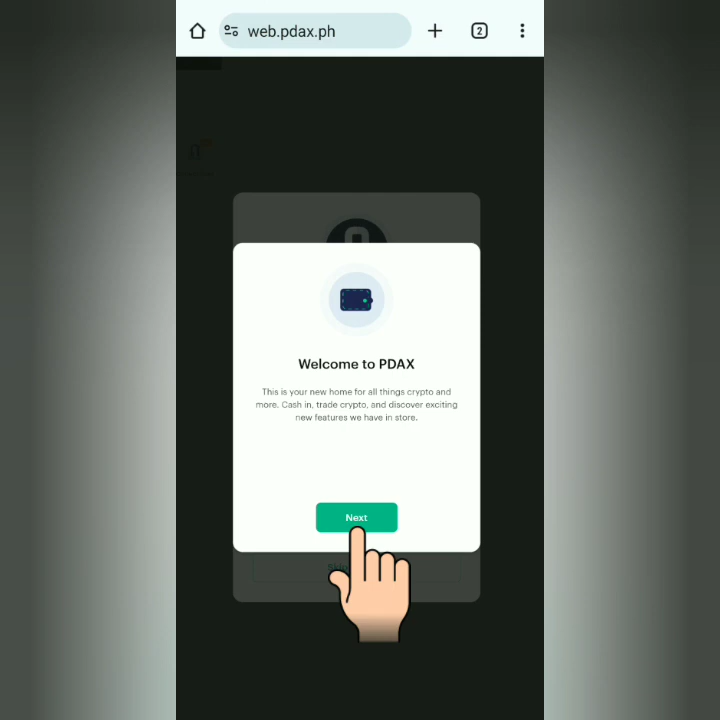 web.pdax.ph
2
Welcome to PDAX
This is your new home for all things crypto and
more. Cash in, trade crypto, and discover exciting
new features we have in store.
Next